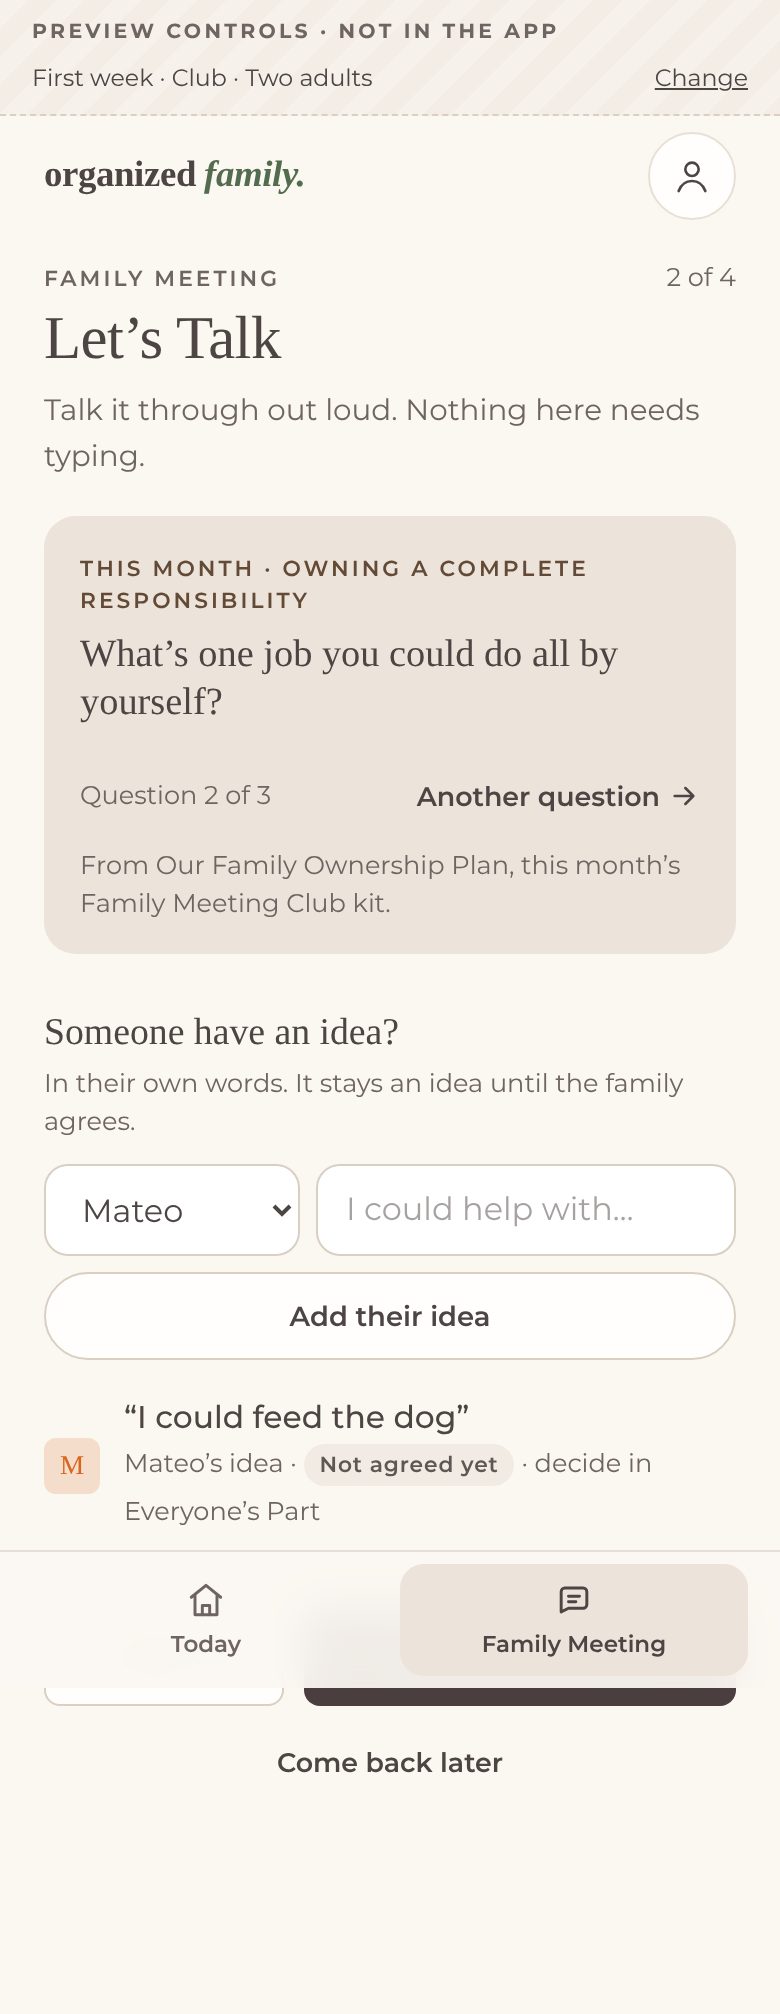 PREVIEW CONTROLS · NOT IN THE APP
First week · Club · Two adults
Change
organized family.
FAMILY MEETING
2 of 4
Let’s Talk
Talk it through out loud. Nothing here needs
typing.
THIS MONTH · OWNING A COMPLETE
RESPONSIBILITY
What’s one job you could do all by
yourself?
Question 2 of 3
Another question →
From Our Family Ownership Plan, this month’s
Family Meeting Club kit.
Someone have an idea?
In their own words. It stays an idea until the family
agrees.
Mateo
I could help with...
Add their idea
“I could feed the dog”
M
Mateo’s idea · Not agreed yet · decide in
Everyone’s Part
Today
Family Meeting
Come back later